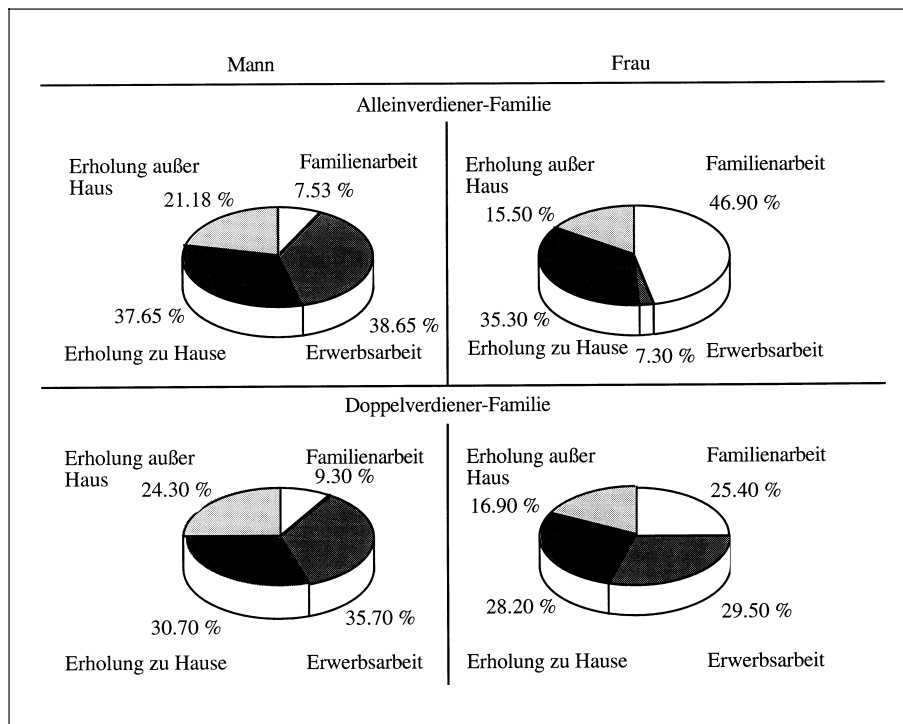 Mann
Frau
Alleinverdiener-Familie
Erholung außer
Haus
21.18 %
Familienarbeit
7.53 %
37.65 %
Erholung zu Hause
38.65 %
Erwerbsarbeit
Erholung außer
Haus
15.50 %
Familienarbeit
46.90 %
35.30 %
Erholung zu Hause
7.30 %
Erwerbsarbeit
Doppelverdiener-Familie
Erholung außer
Haus
24.30 %
Familienarbeit
9.30 %
30.70 %
Erholung zu Hause
35.70 %
Erwerbsarbeit
Erholung außer
Haus
16.90 %
Familienarbeit
25.40 %
28.20 %
Erholung zu Hause
29.50 %
Erwerbsarbeit